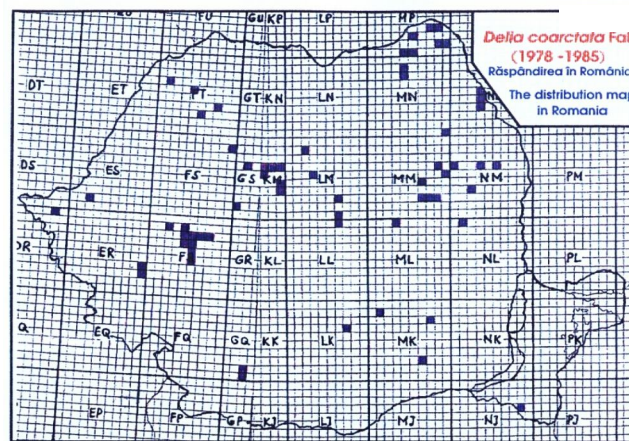 FU GU KP LP MP
Delia coarctata Fal
(1978 -1985)
Răspândirea în Români
The distribution map
in Romania
DT ET FT GT KN LN MN
DS ES FS GS KM LM MM NM PM
DR ER GR KL LL ML NL PL
Q EQ FQ GQ KK LK MK NK PK
EP FP GP KJ LJ MJ NJ PJ